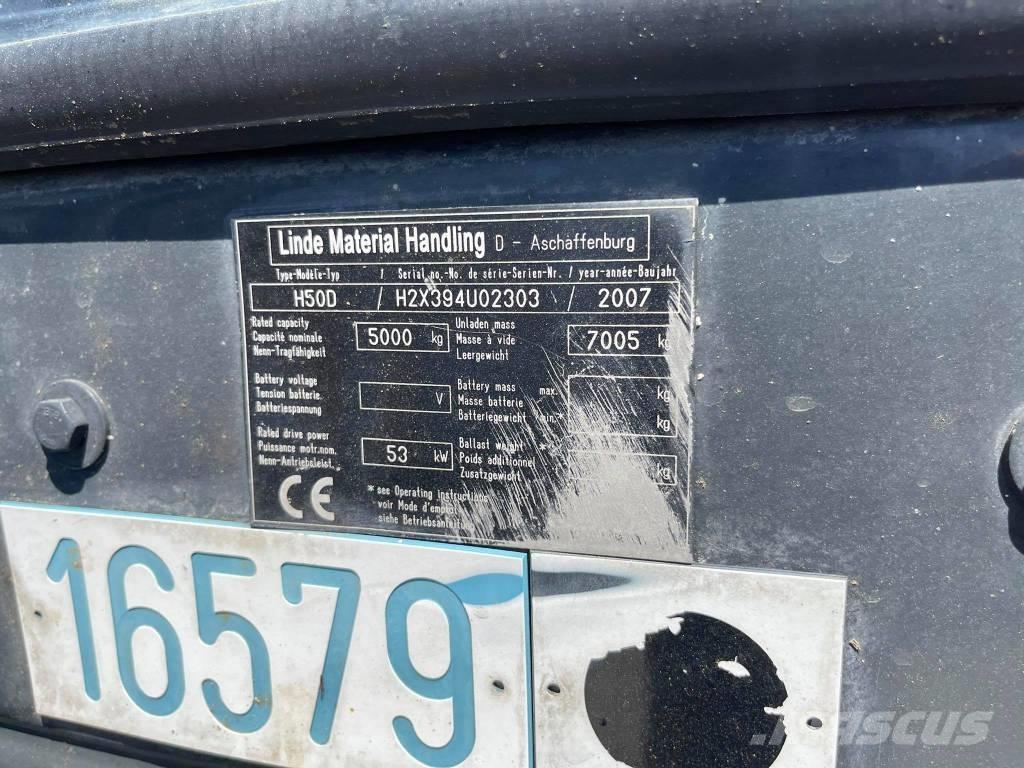 Linde Material Handling D - Aschaffenburg
Type-Modèle-Typ / Serial no.-No. de série-Serien-Nr. / year-année-Baujahr
H50D / H2X394U02303 / 2007
Rated capacity
Capacité nominale
Nenn-Tragfähigkeit
5000 kg
Unladen mass
Masse à vide
Leergewicht
7005 kg
Battery voltage
Tension batterie.
Batteriespannung
V
Battery mass max.
Masse batterie
Batteriegewicht min.*
kg
kg
Rated drive power
Puissance motr.nom.
Nenn-Antriebsleist.
53 kW
Ballast weight **
Poids additionnel
Zusatzgewicht
kg
CE
* see Operating instructions
voir Mode d'emploi
siehe Betriebsanleitung
16579
Mascus